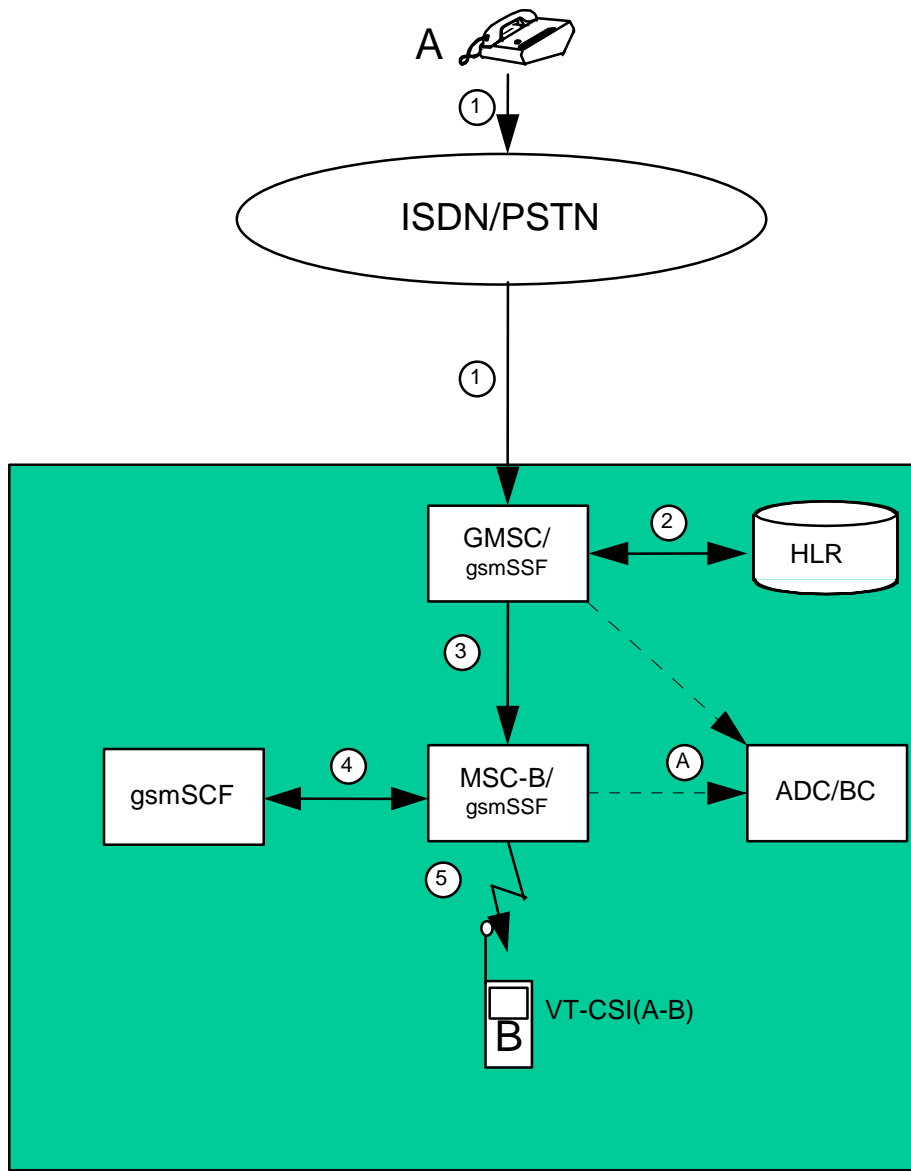 A
1
ISDN/PSTN
1
GMSC/
gsmSSF
2
HLR
3
gsmSCF
4
MSC-B/
gsmSSF
A
ADC/BC
5
B
VT-CSI(A-B)